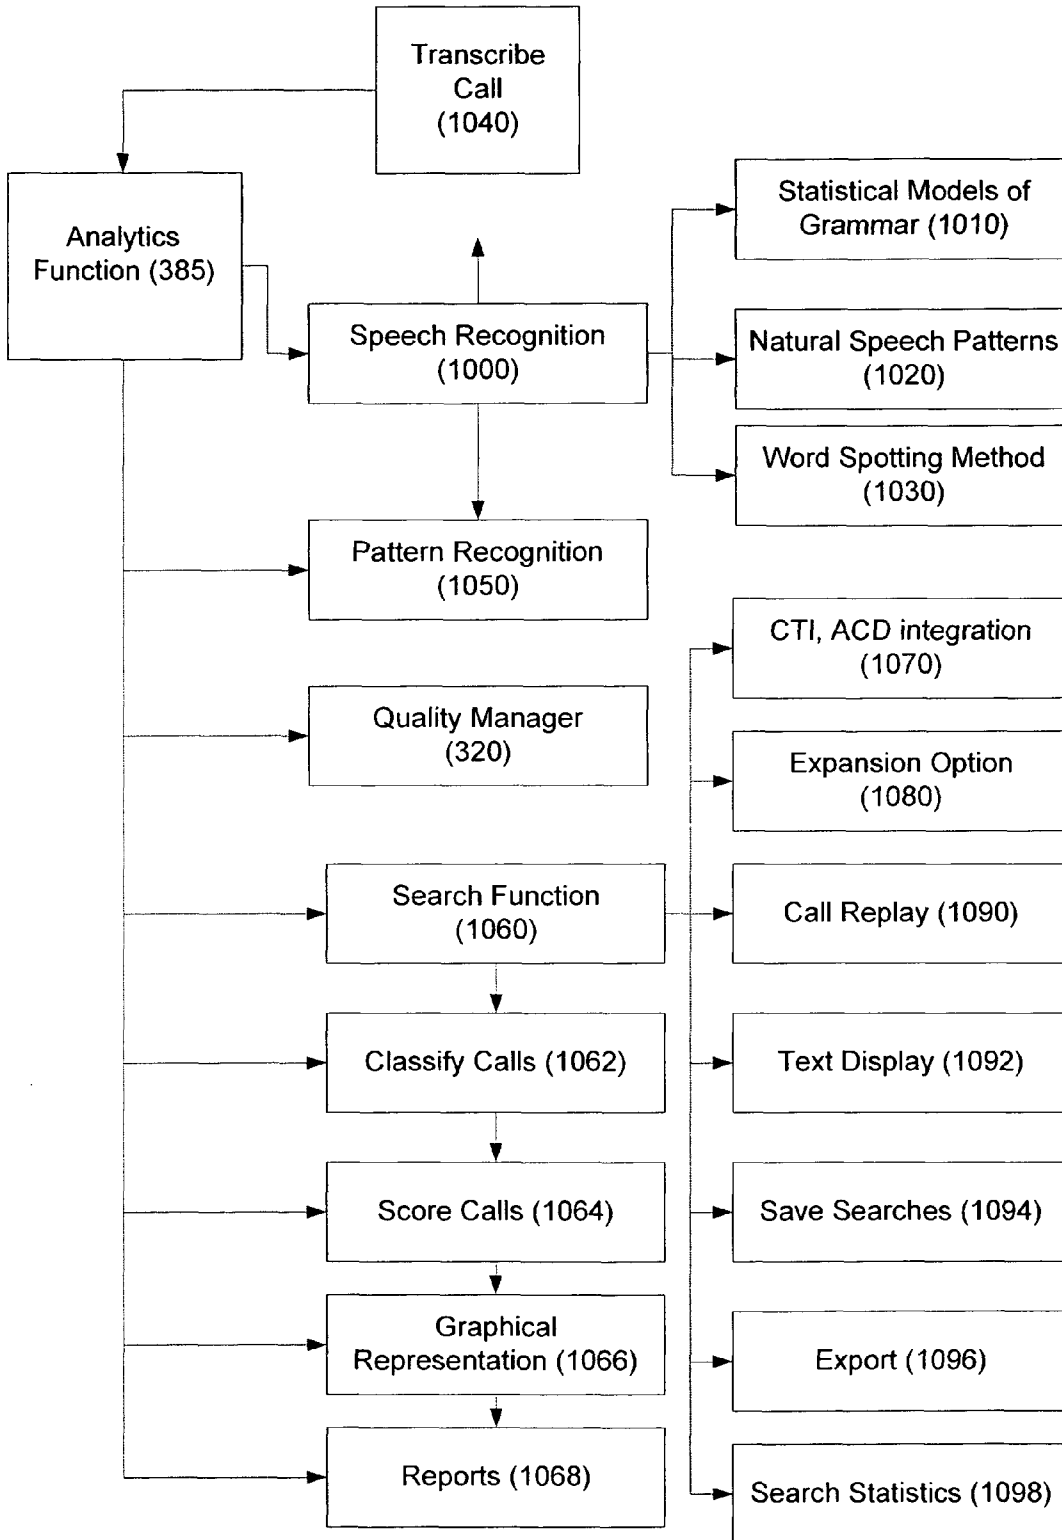 Transcribe
Call
(1040)
Analytics
Function (385)
Statistical Models of
Grammar (1010)
Speech Recognition
(1000)
Natural Speech Patterns
(1020)
Word Spotting Method
(1030)
Pattern Recognition
(1050)
CTI, ACD integration
(1070)
Quality Manager
(320)
Expansion Option
(1080)
Search Function
(1060)
Call Replay (1090)
Classify Calls (1062)
Text Display (1092)
Score Calls (1064)
Save Searches (1094)
Graphical
Representation (1066)
Export (1096)
Reports (1068)
Search Statistics (1098)